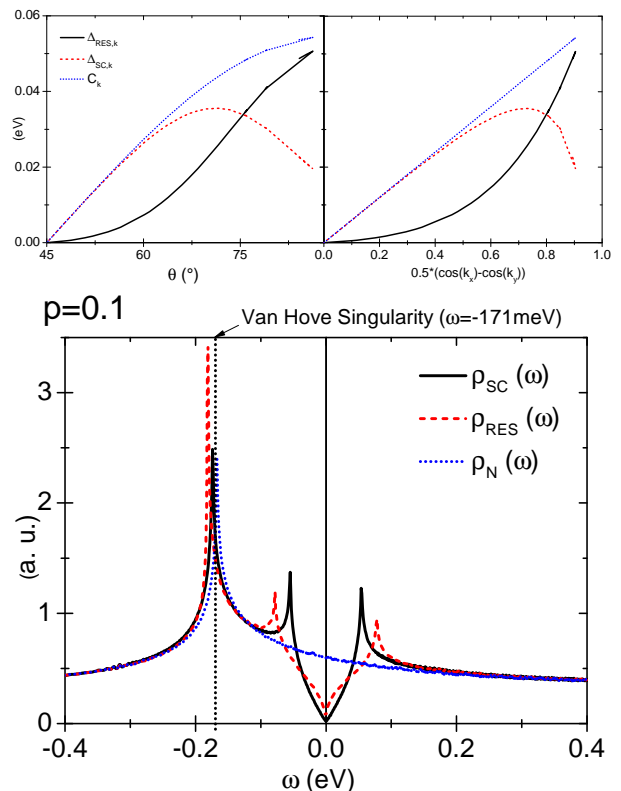 0.06
0.04
0.02
0.00
(eV)
Δ_RES,k
Δ_SC,k
C_k
45 60 75 0.0 0.2 0.4 0.6 0.8 1.0
θ (°) 0.5*(cos(k_x)-cos(k_y))
p=0.1
Van Hove Singularity (ω=-171meV)
ρ_SC (ω)
ρ_RES (ω)
ρ_N (ω)
3
2
1
0
(a. u.)
-0.4 -0.2 0.0 0.2 0.4
ω (eV)